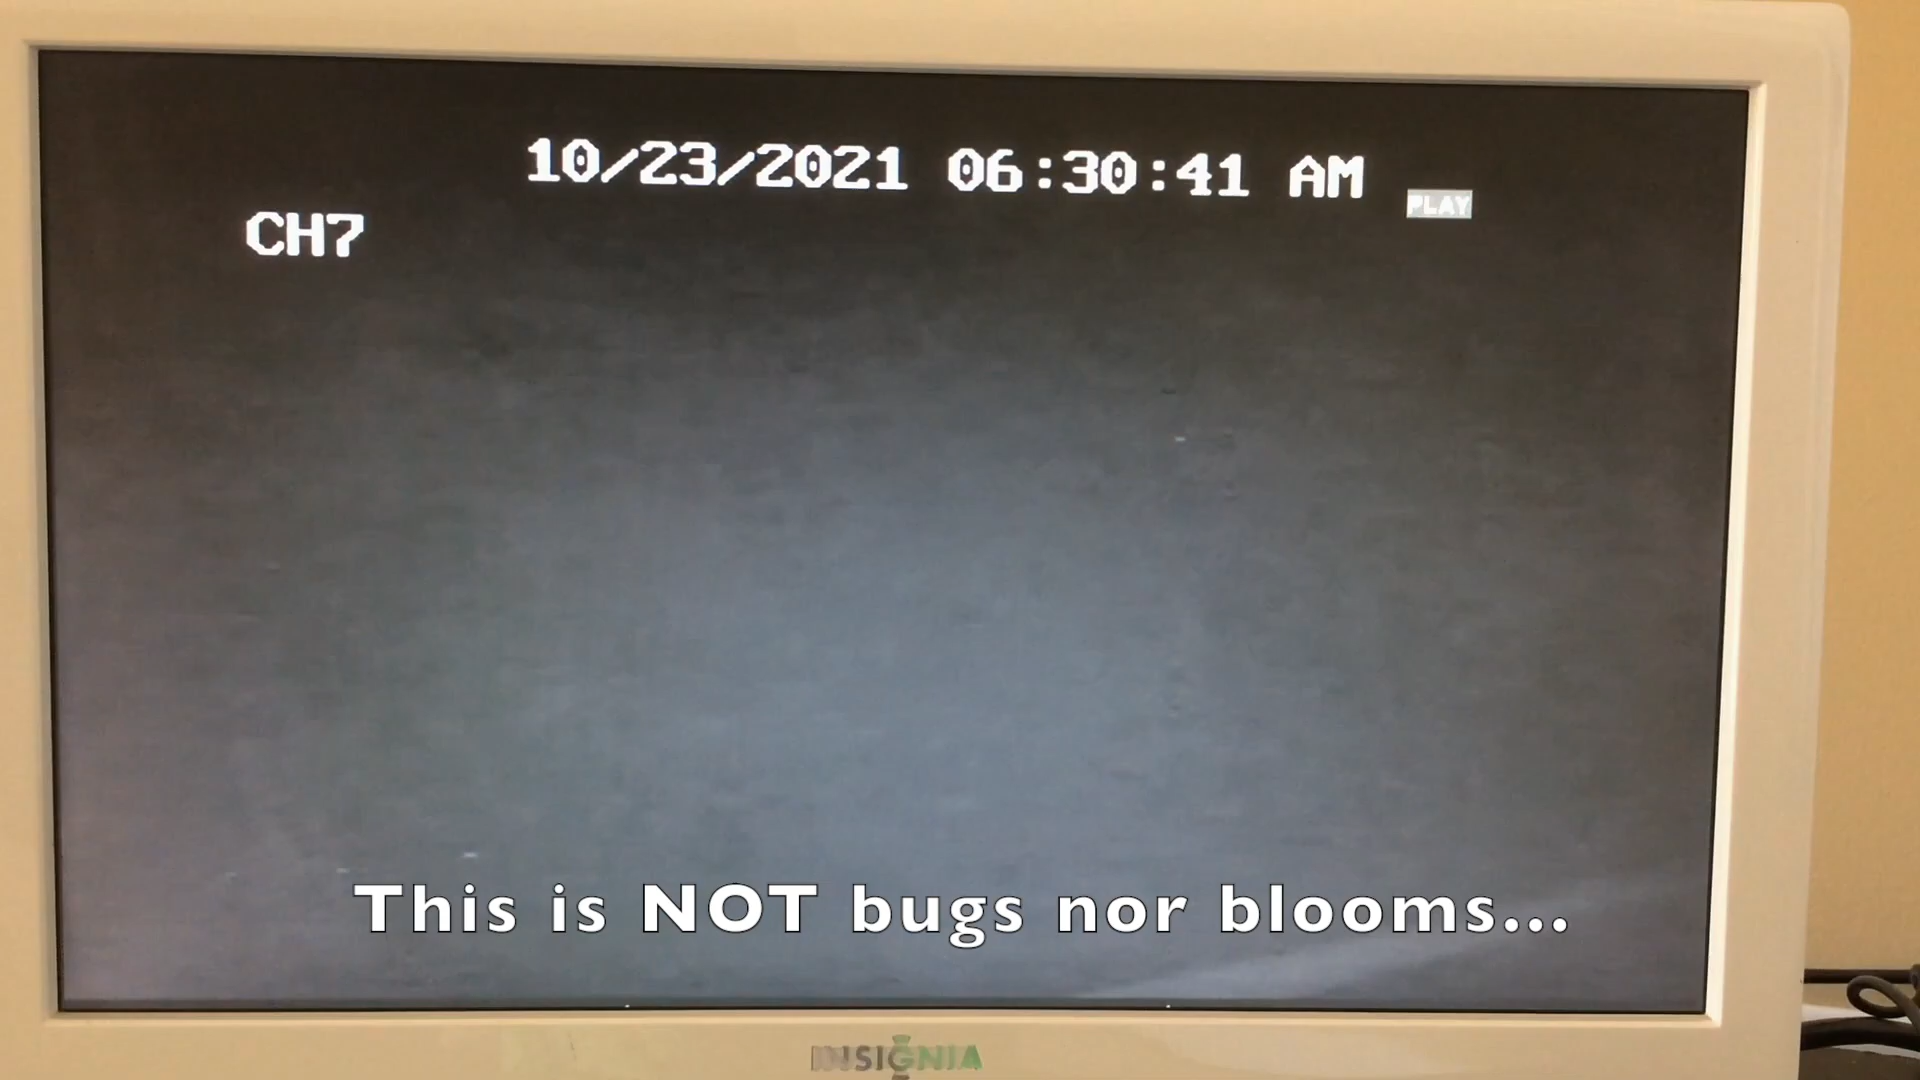 10/23/2021 06:30:41 AM
PLAY
CH7
This is NOT bugs nor blooms...
INSIGNIA